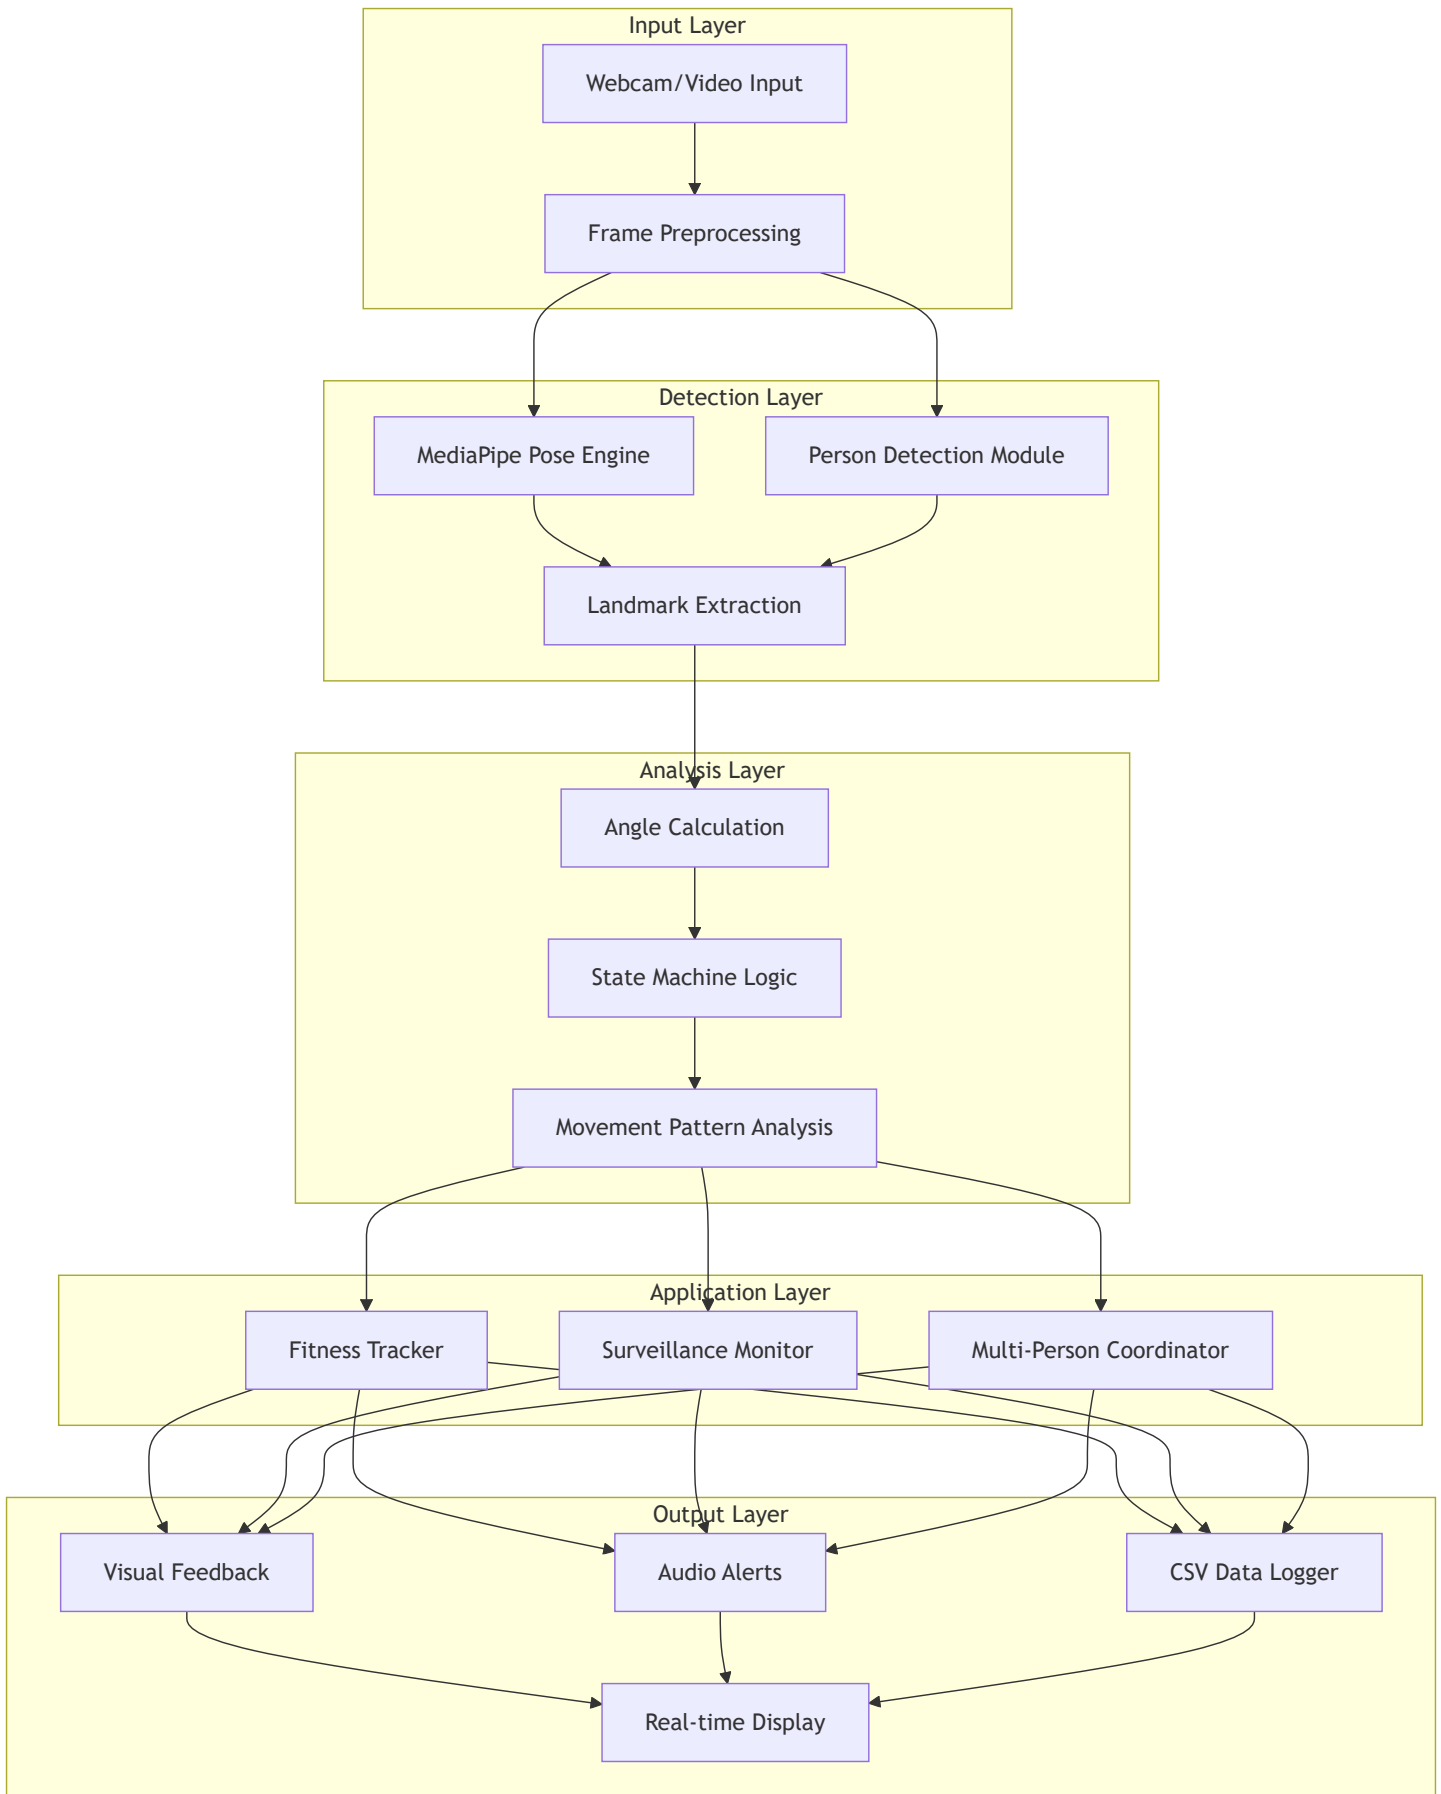 Input Layer
Webcam/Video Input
Frame Preprocessing
Detection Layer
MediaPipe Pose Engine
Person Detection Module
Landmark Extraction
Analysis Layer
Angle Calculation
State Machine Logic
Movement Pattern Analysis
Application Layer
Fitness Tracker
Surveillance Monitor
Multi-Person Coordinator
Output Layer
Visual Feedback
Audio Alerts
CSV Data Logger
Real-time Display